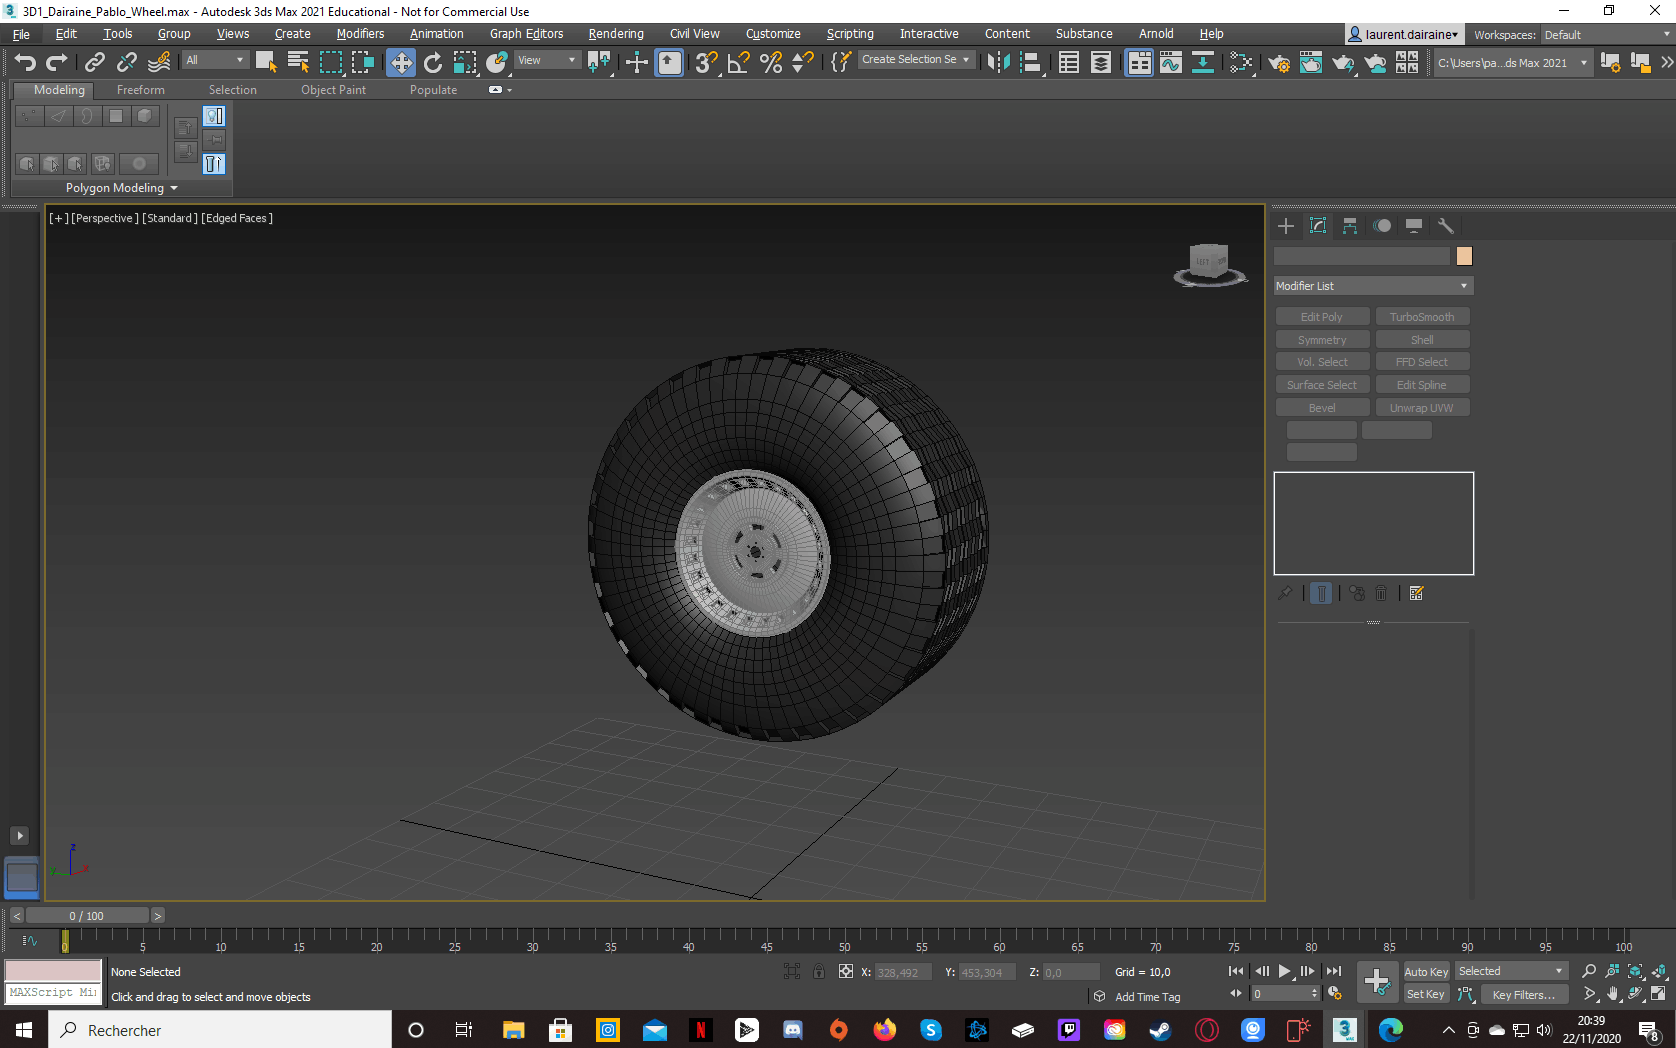 3D1_Dairaine_Pablo_Wheel.max - Autodesk 3ds Max 2021 Educational - Not for Commercial Use
File Edit Tools Group Views Create Modifiers Animation Graph Editors Rendering Civil View Customize Scripting Interactive Content Substance Arnold Help laurent.dairaine Workspaces: Default
All View Create Selection Se C:\Users\pa...ds Max 2021
Modeling Freeform Selection Object Paint Populate
Polygon Modeling
[+] [Perspective] [Standard] [Edged Faces]
LEFT
Modifier List
Edit Poly TurboSmooth
Symmetry Shell
Vol. Select FFD Select
Surface Select Edit Spline
Bevel Unwrap UVW
z
y x
< 0 / 100 >
0 5 10 15 20 25 30 35 40 45 50 55 60 65 70 75 80 85 90 95 100
None Selected X: 328,492 Y: 453,304 Z: 0,0 Grid = 10,0 Auto Key Selected
MAXScript Mi
Click and drag to select and move objects Add Time Tag 0 Set Key Key Filters...
Rechercher
20:39
22/11/2020
8